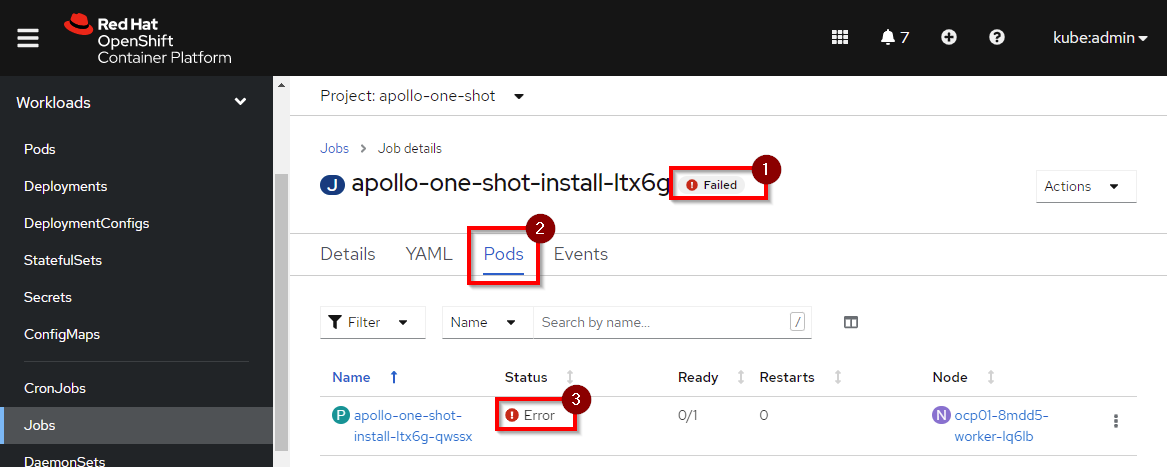 Red Hat
OpenShift
Container Platform
7
kube:admin
Workloads
Pods
Deployments
DeploymentConfigs
StatefulSets
Secrets
ConfigMaps
CronJobs
Jobs
DaemonSets
Project: apollo-one-shot
Jobs > Job details
J apollo-one-shot-install-ltx6g Failed
1
Actions
2
Details YAML Pods Events
Filter Name Search by name... /
Name Status Ready Restarts Node
3
P apollo-one-shot-install-ltx6g-qwssx Error 0/1 0 N ocp01-8mdd5-worker-lq6lb